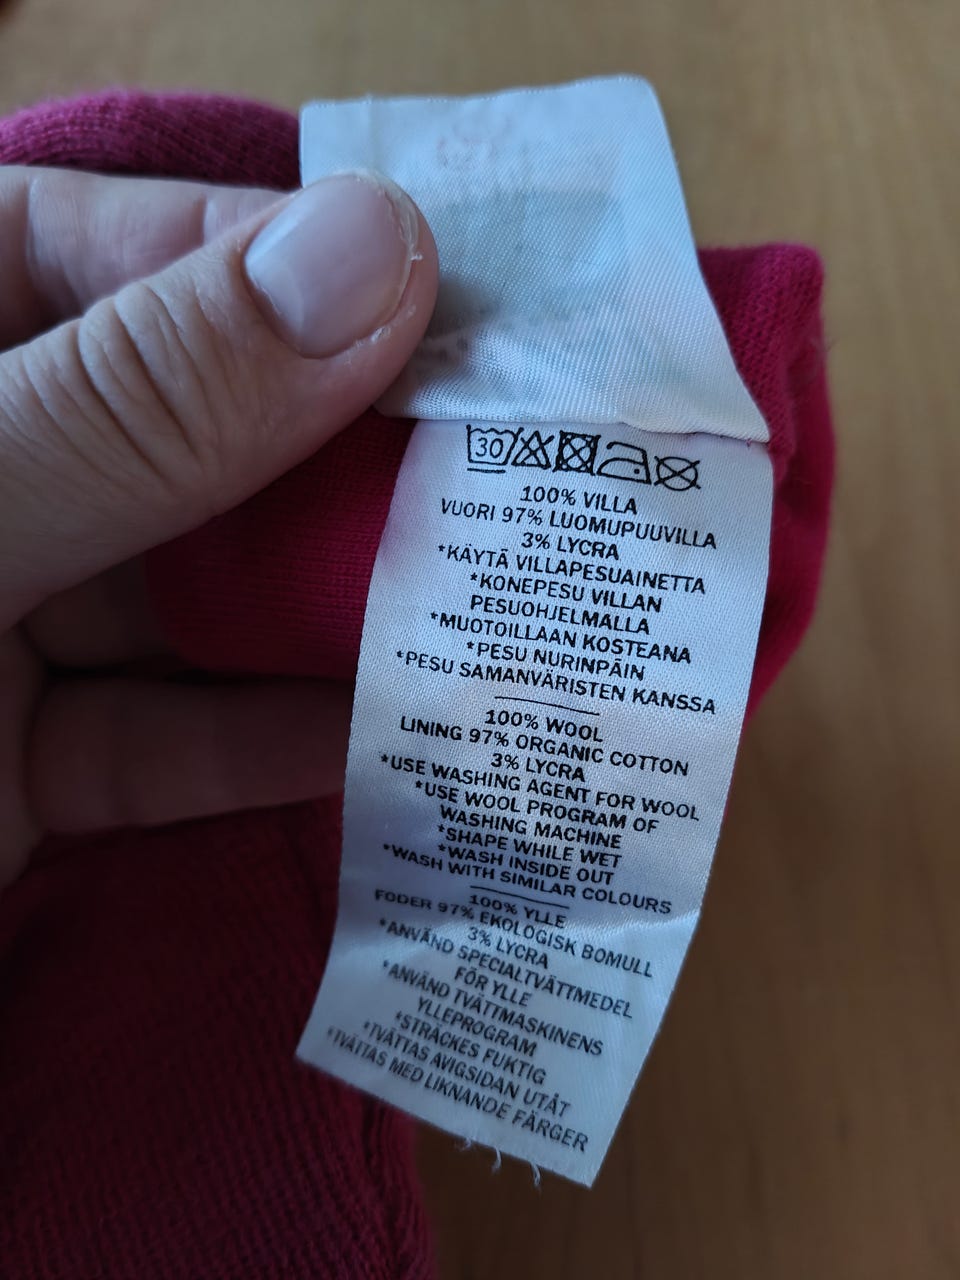 30
100% VILLA
VUORI 97% LUOMUPUUVILLA
3% LYCRA
*KÄYTÄ VILLAPESUAINETTA
*KONEPESU VILLAN
PESUOHJELMALLA
*MUOTOILLAAN KOSTEANA
*PESU NURINPÄIN
*PESU SAMANVÄRISTEN KANSSA
100% WOOL
LINING 97% ORGANIC COTTON
3% LYCRA
*USE WASHING AGENT FOR WOOL
*USE WOOL PROGRAM OF
WASHING MACHINE
*SHAPE WHILE WET
*WASH INSIDE OUT
*WASH WITH SIMILAR COLOURS
100% YLLE
FODER 97% EKOLOGISK BOMULL
3% LYCRA
*ANVÄND SPECIALTVÄTTMEDEL
FÖR YLLE
*ANVÄND TVÄTTMASKINENS
YLLEPROGRAM
*STRÄCKES FUKTIG
*TVÄTTAS AVIGSIDAN UTÅT
*TVÄTTAS MED LIKNANDE FÄRGER